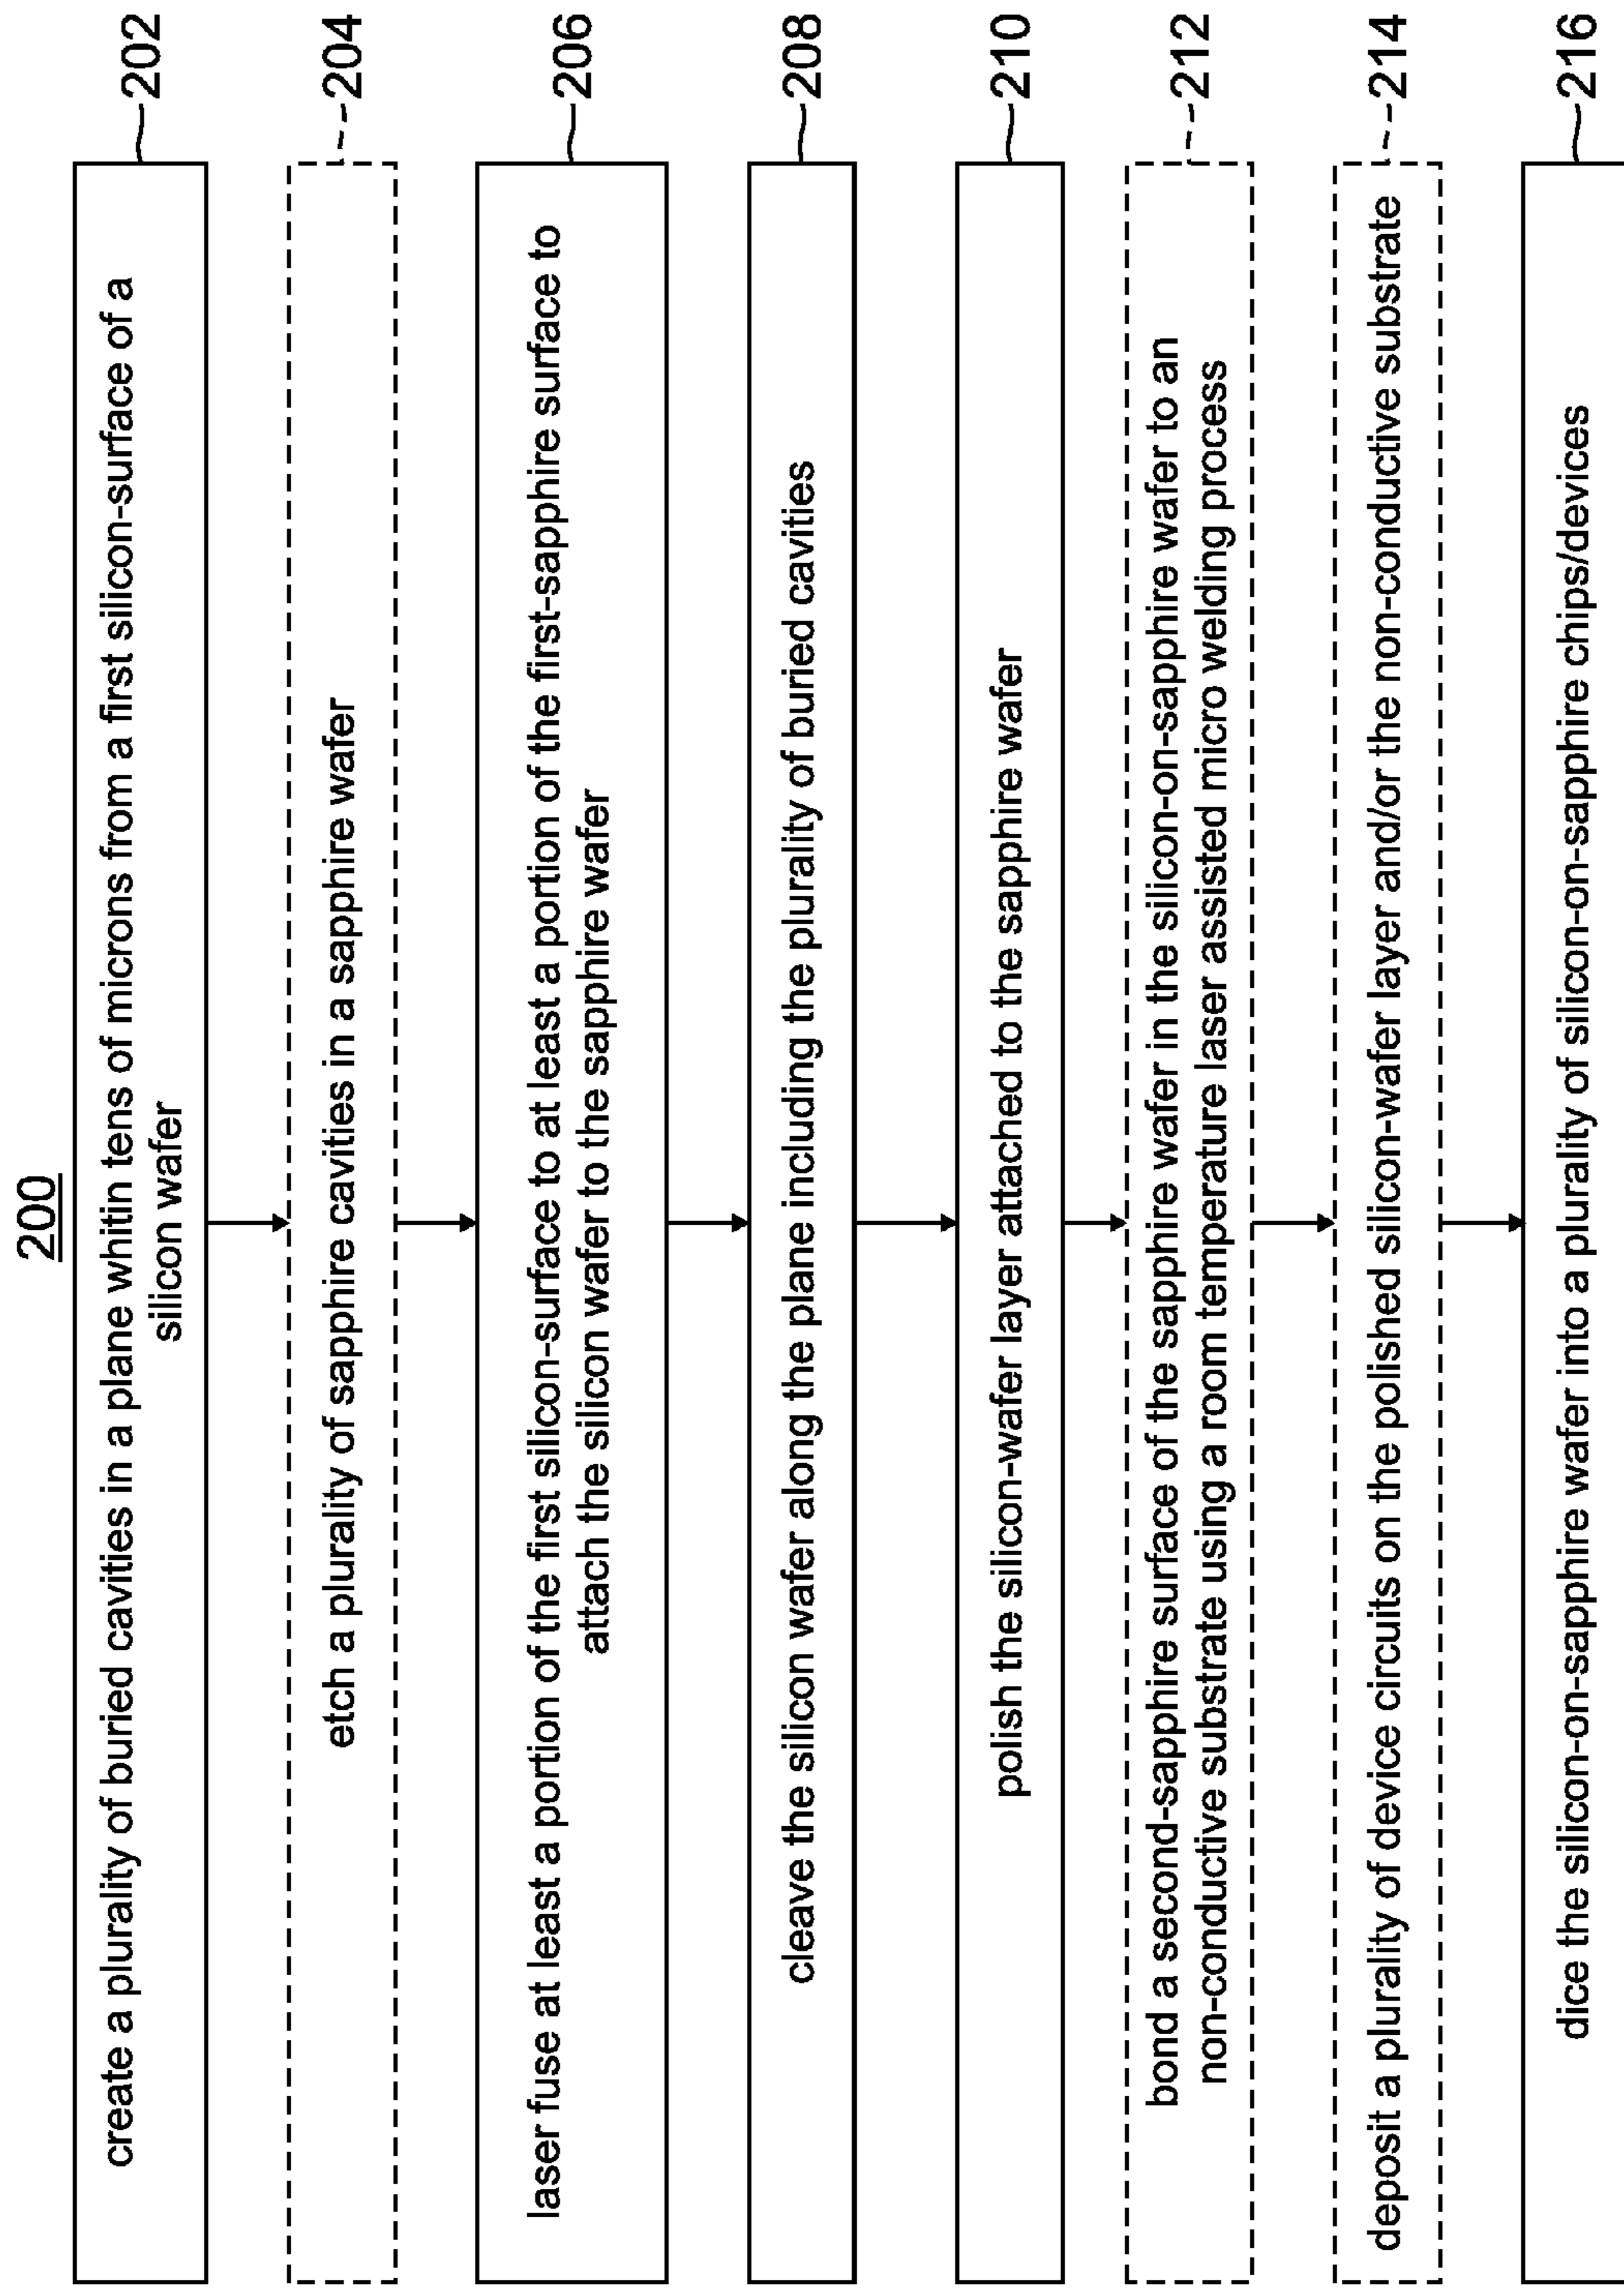 200
create a plurality of buried cavities in a plane whitin tens of microns from a first silicon-surface of a
silicon wafer
202
etch a plurality of sapphire cavities in a sapphire wafer
204
laser fuse at least a portion of the first silicon-surface to at least a portion of the first-sapphire surface to
attach the silicon wafer to the sapphire wafer
206
cleave the silicon wafer along the plane including the plurality of buried cavities
208
polish the silicon-wafer layer attached to the sapphire wafer
210
bond a second-sapphire surface of the sapphire wafer in the silicon-on-sapphire wafer to an
non-conductive substrate using a room temperature laser assisted micro welding process
212
deposit a plurality of device circuits on the polished silicon-wafer layer and/or the non-conductive substrate
214
dice the silicon-on-sapphire wafer into a plurality of silicon-on-sapphire chips/devices
216